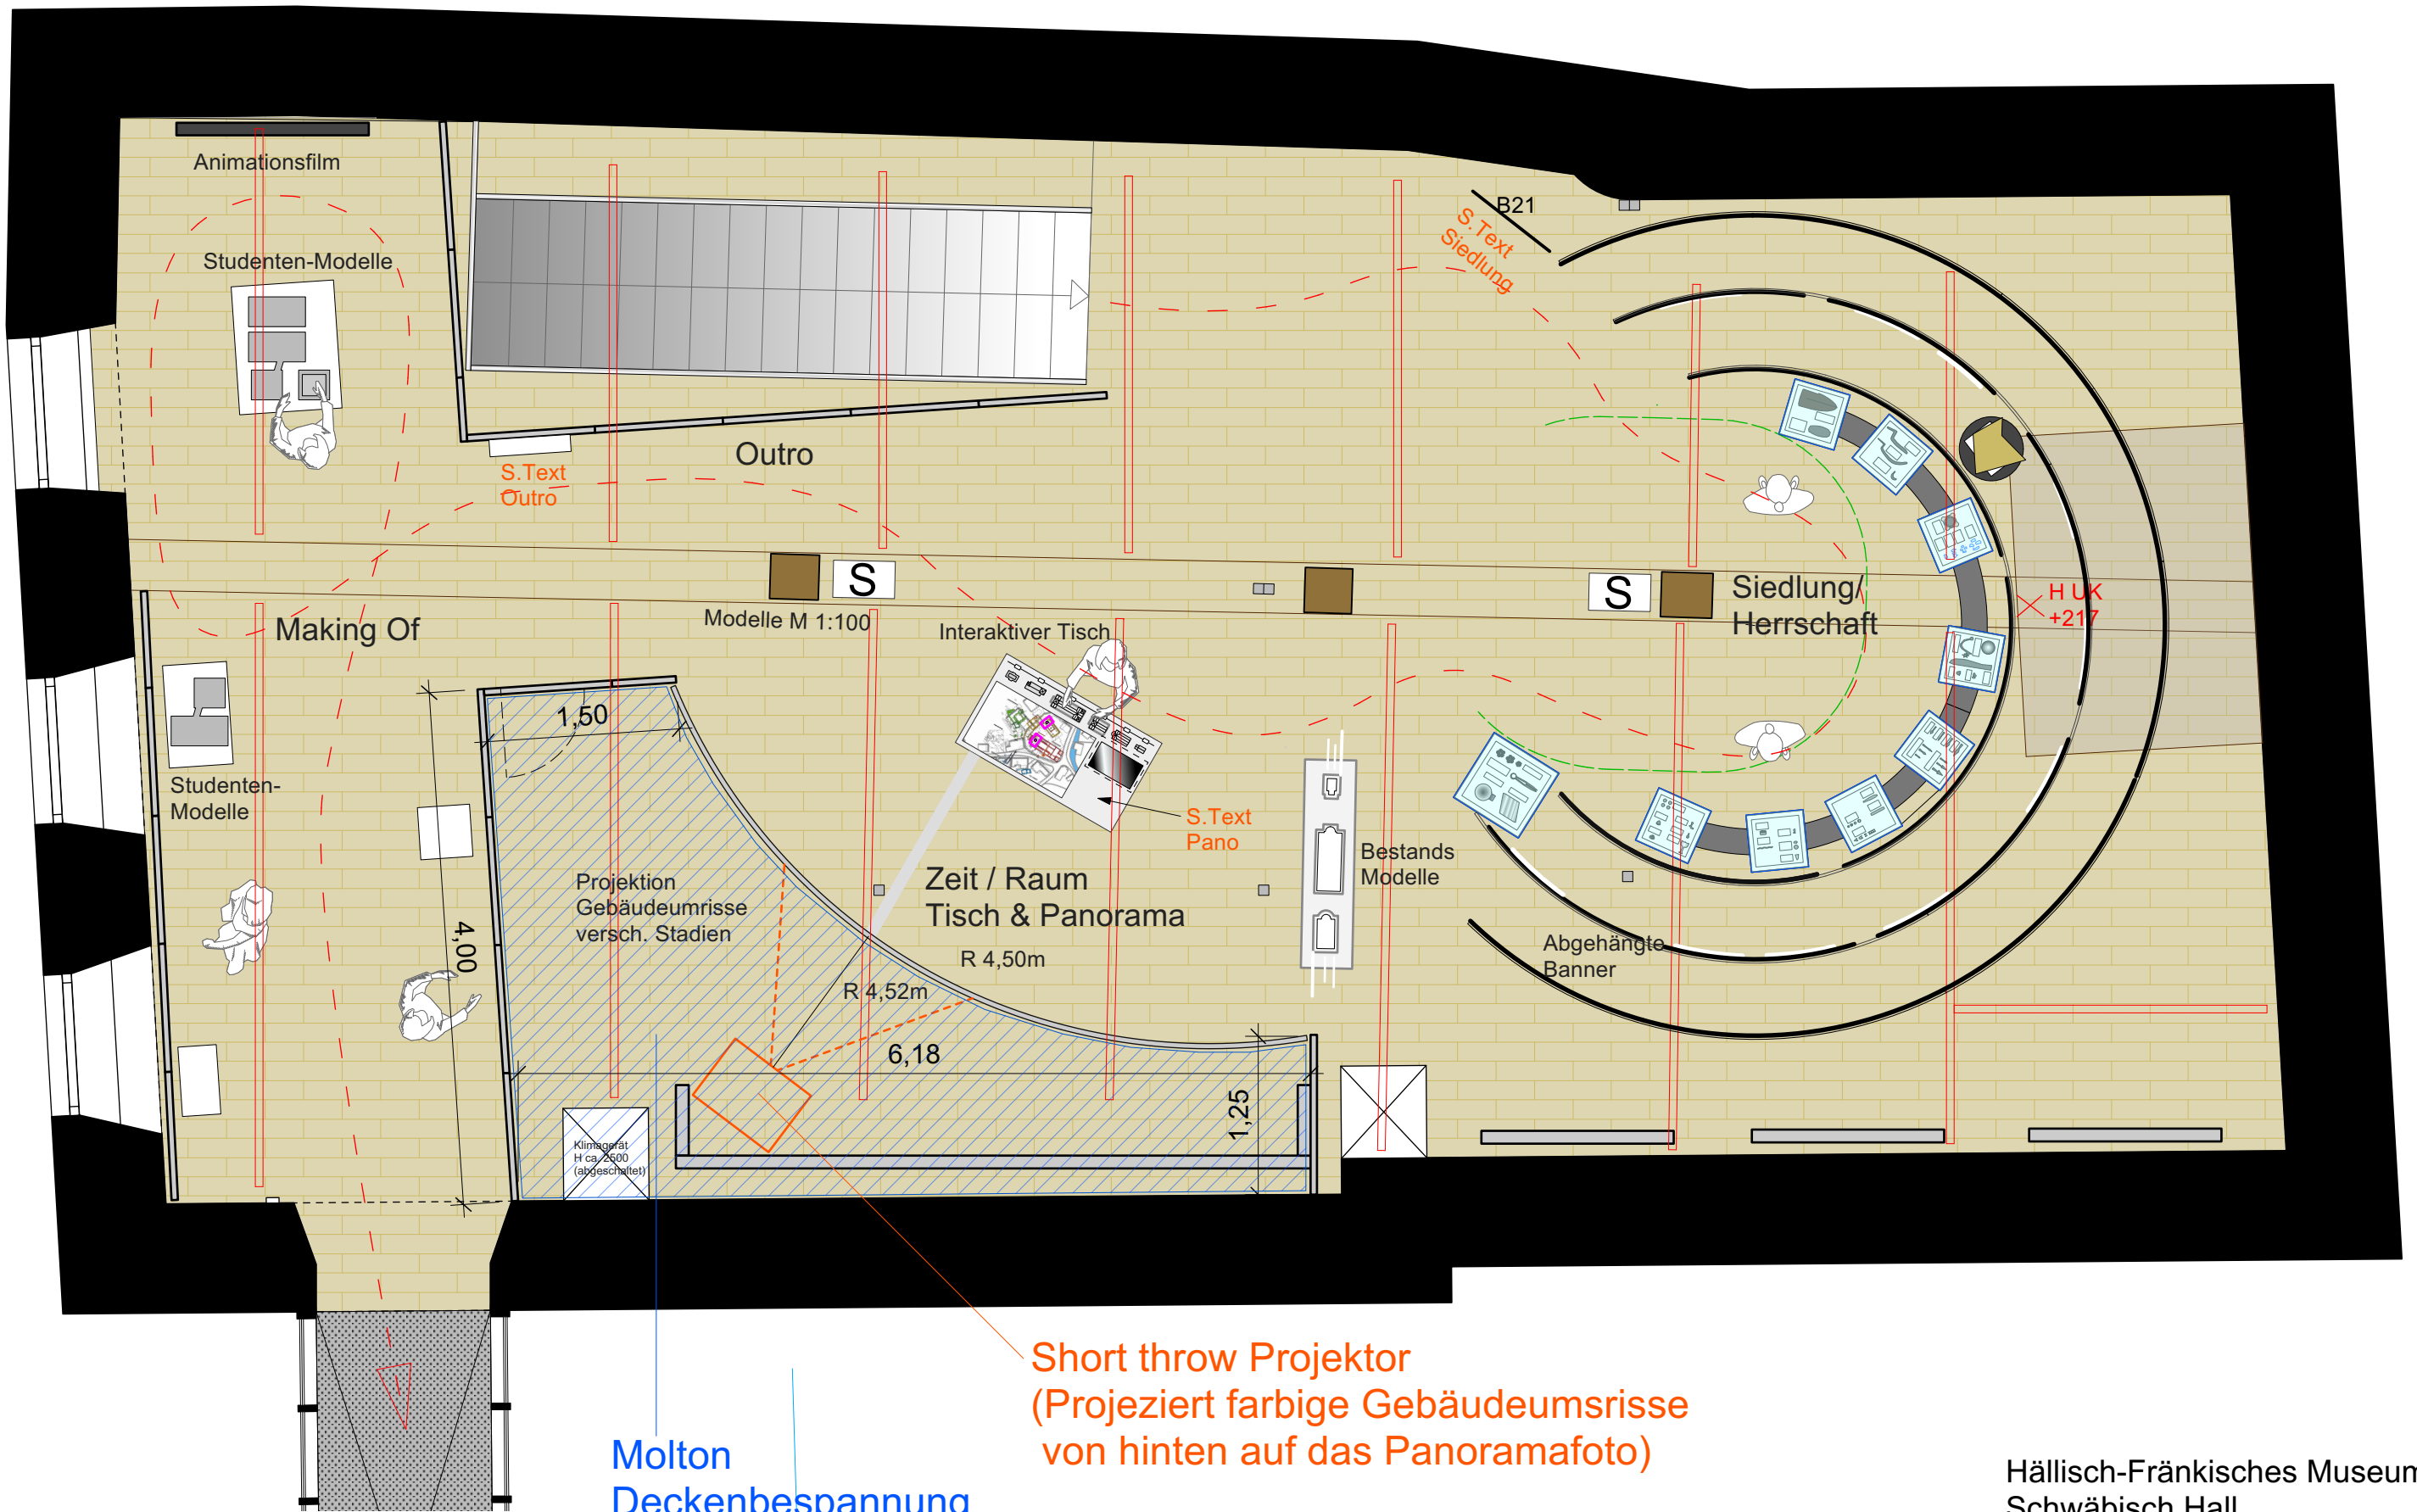 Animationsfilm
Studenten-Modelle
B21
S.Text
Siedlung
Outro
S.Text
Outro
S
S
Siedlung/
Herrschaft
H UK
+217
Making Of
Modelle M 1:100
Interaktiver Tisch
1,50
Studenten-
Modelle
S.Text
Pano
Bestands
Modelle
Projektion
Gebäudeumrisse
versch. Stadien
Zeit / Raum
Tisch & Panorama
R 4,50m
R 4,52m
4,00
Abgehängte
Banner
6,18
1,25
Klimagerät
H ca. 2500
(abgeschaltet)
Short throw Projektor
(Projeziert farbige Gebäudeumsrisse
von hinten auf das Panoramafoto)
Molton
Deckenbespannung
Hällisch-Fränkisches Museum
Schwäbisch Hall